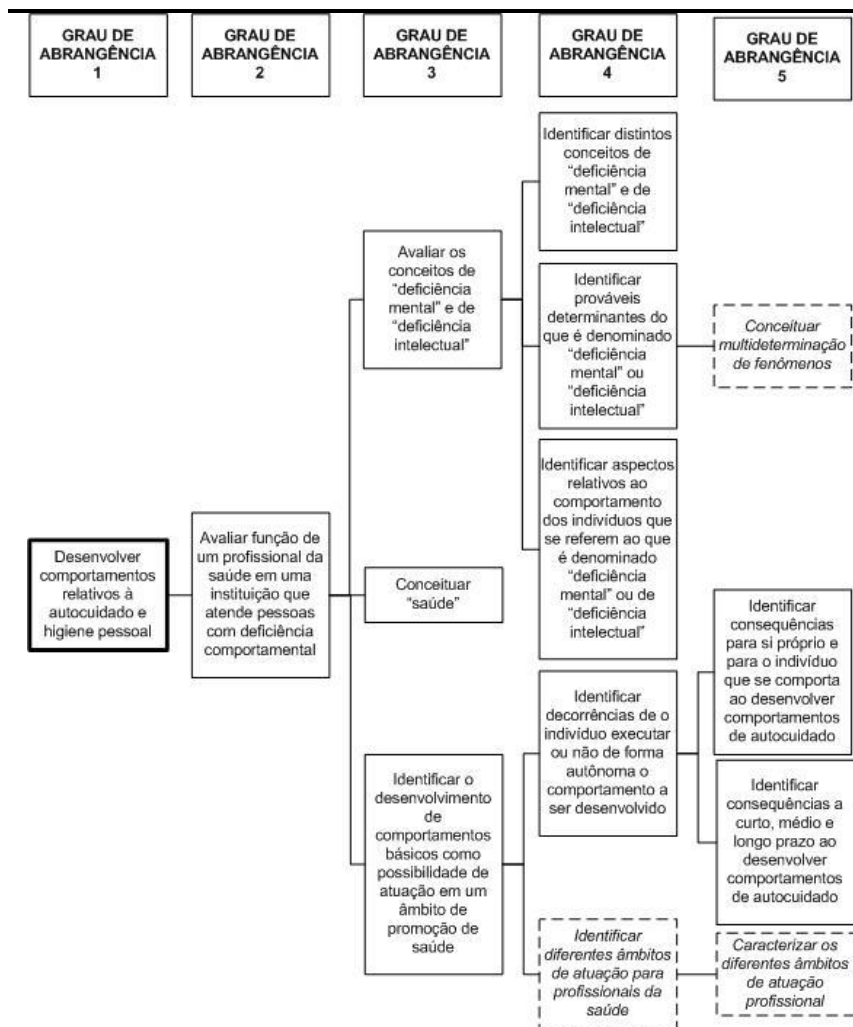 GRAU DE
ABRANGÊNCIA
1
GRAU DE
ABRANGÊNCIA
2
GRAU DE
ABRANGÊNCIA
3
GRAU DE
ABRANGÊNCIA
4
GRAU DE
ABRANGÊNCIA
5
Desenvolver
comportamentos
relativos à
autocuidado e
higiene pessoal
Avaliar função de
um profissional da
saúde em uma
instituição que
atende pessoas
com deficiência
comportamental
Avaliar os
conceitos de
“deficiência
mental” e de
“deficiência
intelectual”
Conceituar
“saúde”
Identificar o
desenvolvimento
de
comportamentos
básicos como
possibilidade de
atuação em um
âmbito de
promoção de
saúde
Identificar distintos
conceitos de
“deficiência
mental” e de
“deficiência
intelectual”
Identificar
prováveis
determinantes do
que é denominado
“deficiência
mental” ou
“deficiência
intelectual”
Identificar aspectos
relativos ao
comportamento
dos indivíduos que
se referem ao que
é denominado
“deficiência
mental” ou de
“deficiência
intelectual”
Identificar
decorrências de o
indivíduo executar
ou não de forma
autônoma o
comportamento a
ser desenvolvido
Identificar
diferentes âmbitos
de atuação para
profissionais da
saúde
Conceituar
multideterminação
de fenômenos
Identificar
consequências
para si próprio e
para o indivíduo
que se comporta
ao desenvolver
comportamentos
de autocuidado
Identificar
consequências a
curto, médio e
longo prazo ao
desenvolver
comportamentos
de autocuidado
Caracterizar os
diferentes âmbitos
de atuação
profissional